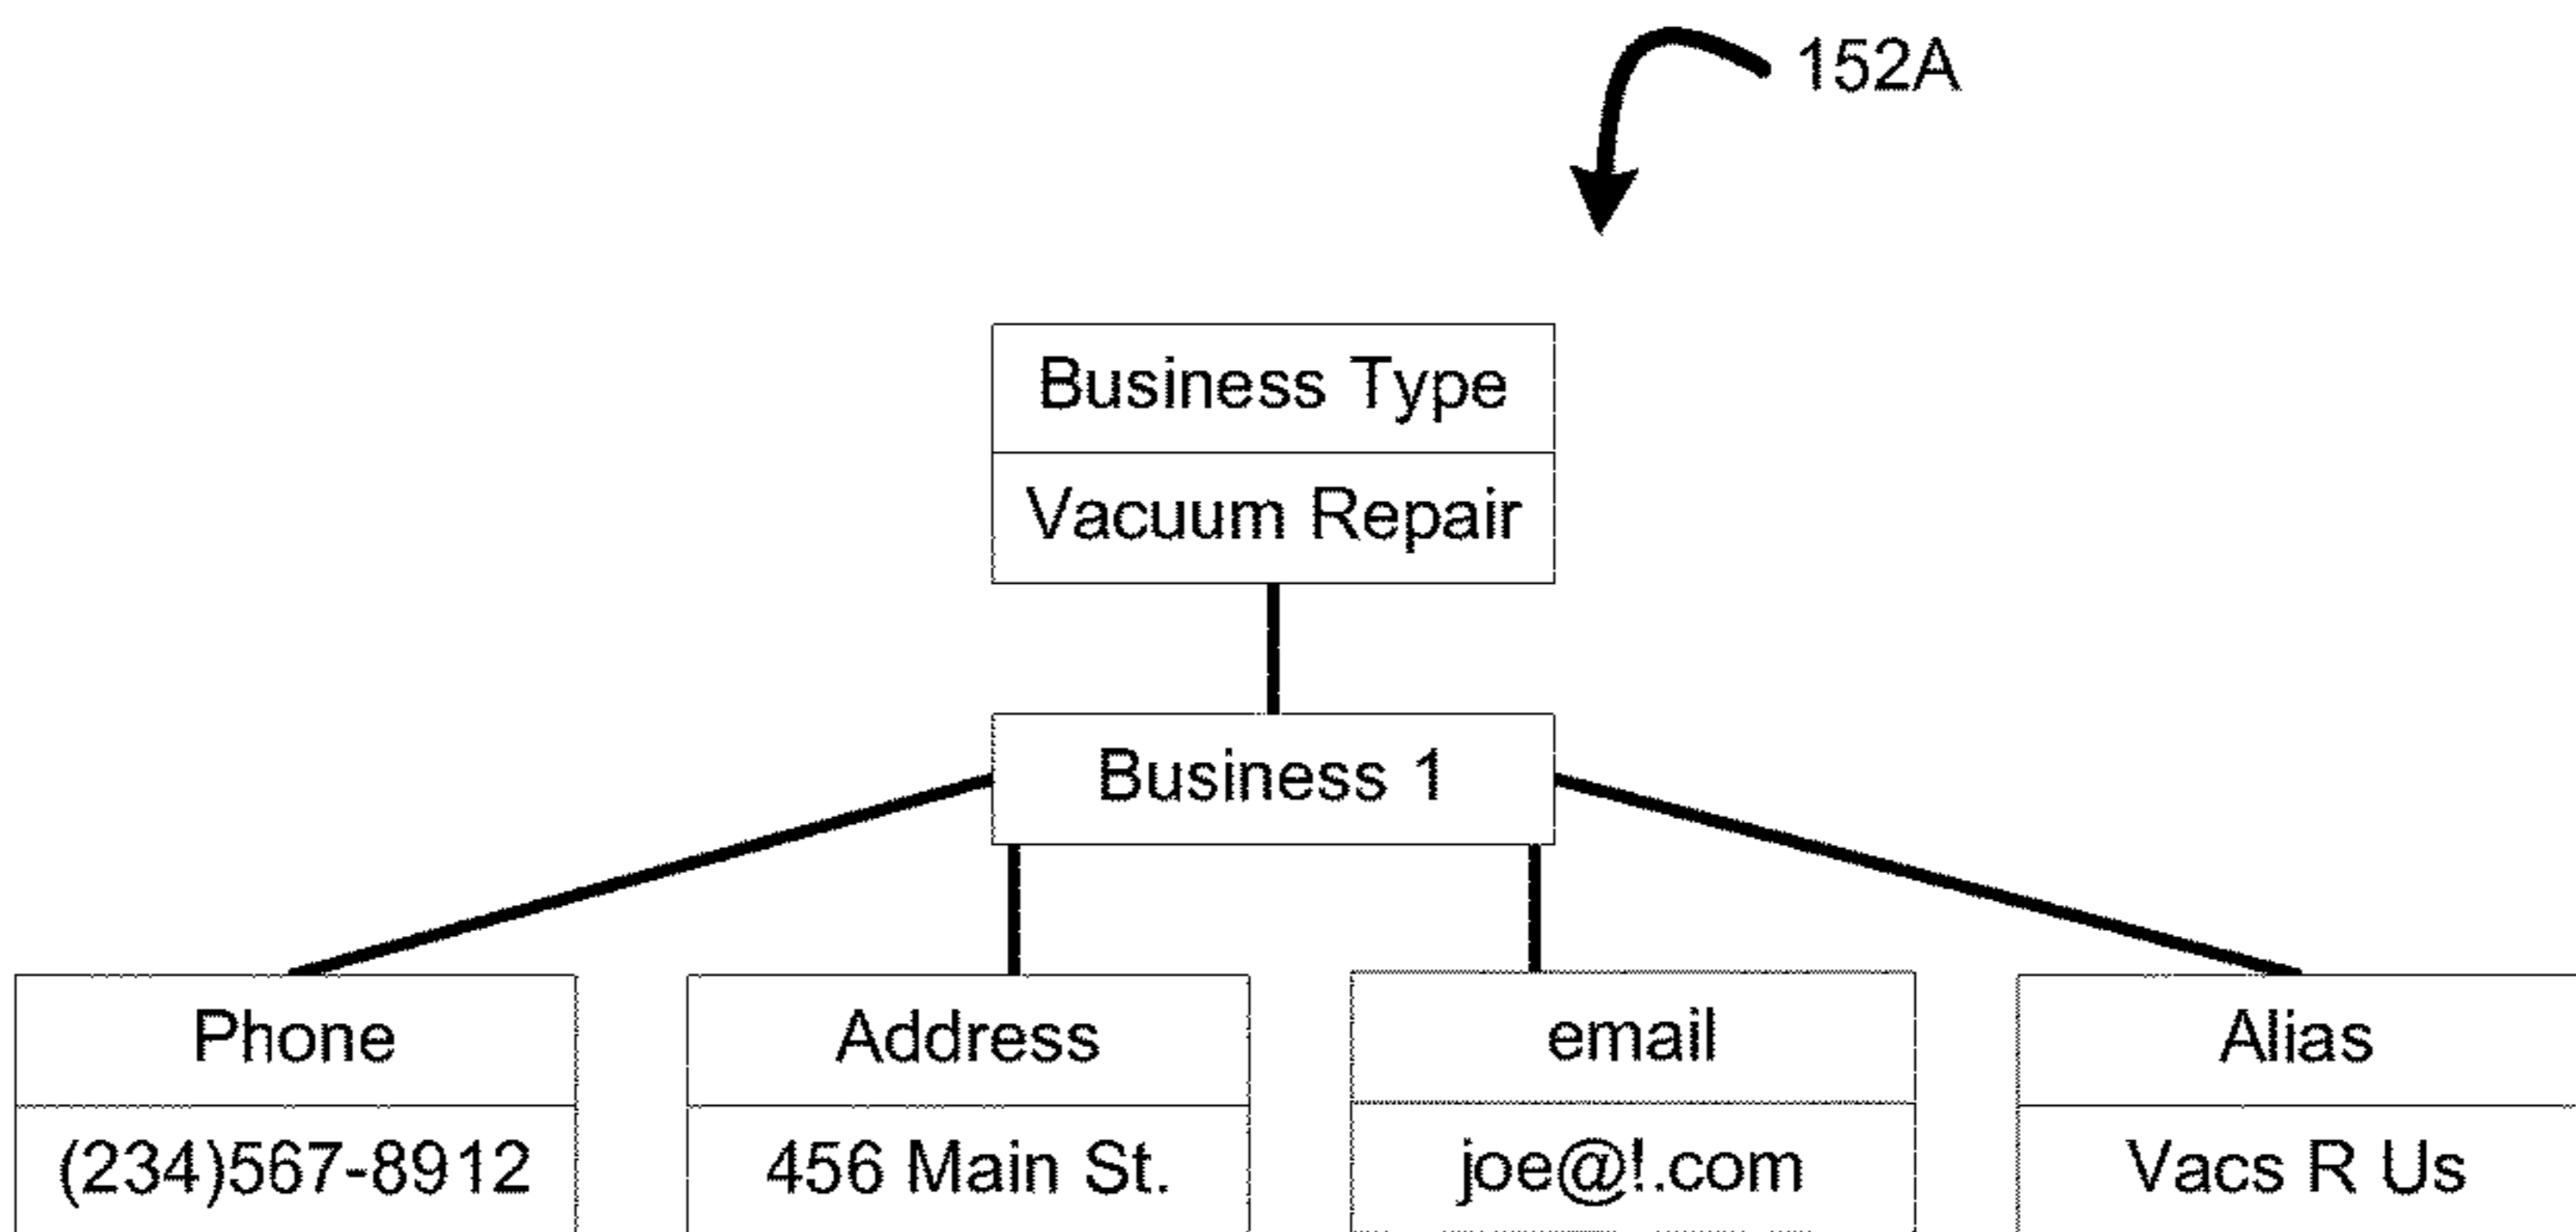 152A
Business Type
Vacuum Repair
Business 1
Phone
Address
email
Alias
(234)567-8912
456 Main St.
joe@!.com
Vacs R Us